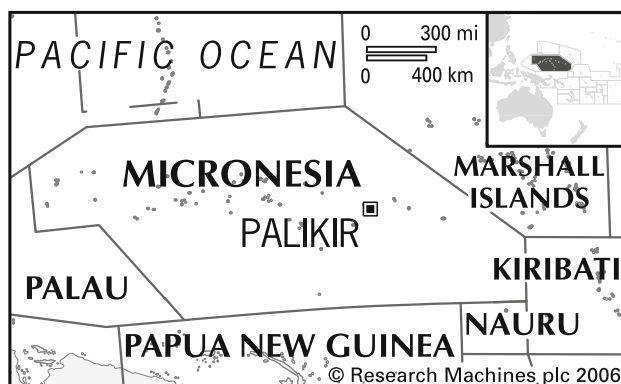 PACIFIC OCEAN
0 300 mi
0 400 km
MICRONESIA
MARSHALL
ISLANDS
PALIKIR
KIRIBATI
PALAU
NAURU
PAPUA NEW GUINEA
© Research Machines plc 2006